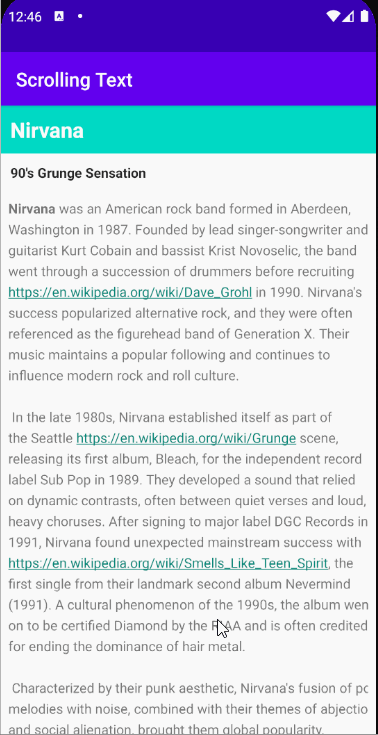 12:46 A
Scrolling Text
Nirvana
90's Grunge Sensation
Nirvana was an American rock band formed in Aberdeen,
Washington in 1987. Founded by lead singer-songwriter and
guitarist Kurt Cobain and bassist Krist Novoselic, the band
went through a succession of drummers before recruiting
https://en.wikipedia.org/wiki/Dave_Grohl in 1990. Nirvana's
success popularized alternative rock, and they were often
referenced as the figurehead band of Generation X. Their
music maintains a popular following and continues to
influence modern rock and roll culture.
In the late 1980s, Nirvana established itself as part of
the Seattle https://en.wikipedia.org/wiki/Grunge scene,
releasing its first album, Bleach, for the independent record
label Sub Pop in 1989. They developed a sound that relied
on dynamic contrasts, often between quiet verses and loud,
heavy choruses. After signing to major label DGC Records in
1991, Nirvana found unexpected mainstream success with
https://en.wikipedia.org/wiki/Smells_Like_Teen_Spirit, the
first single from their landmark second album Nevermind
(1991). A cultural phenomenon of the 1990s, the album wen
on to be certified Diamond by the RIAA and is often credited
for ending the dominance of hair metal.
Characterized by their punk aesthetic, Nirvana's fusion of po
melodies with noise, combined with their themes of abjectio
and social alienation, brought them global popularity.